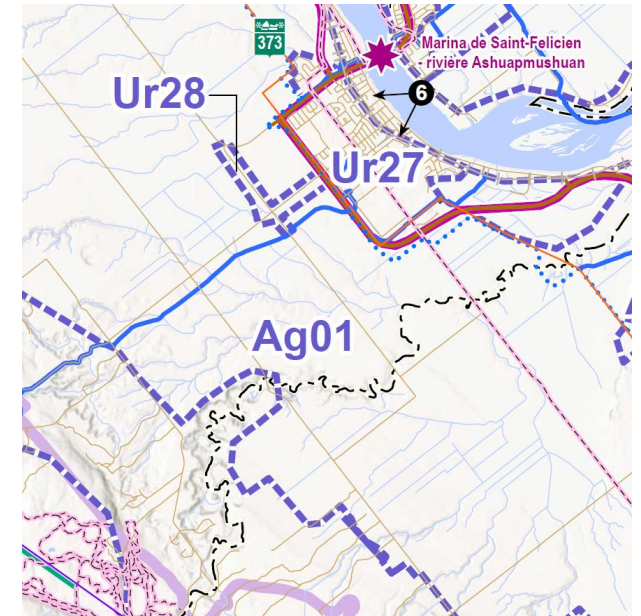 373
Marina de Saint-Felicien
- rivière Ashuapmushuan
6
Ur28
Ur27
Ag01